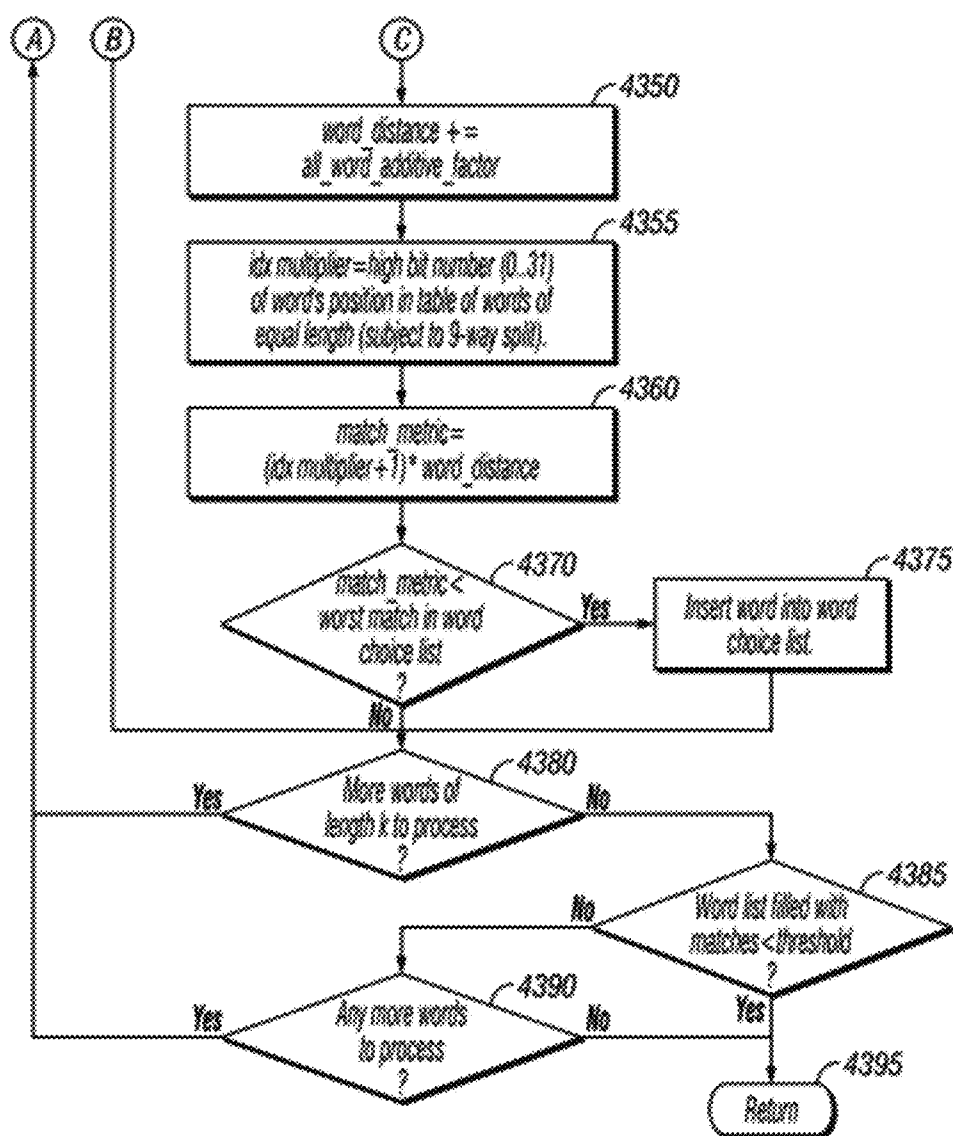 A
B
C
4350
word_distance +=
all_word_additive_factor
4355
idx multiplier=high bit number (0..31)
of word's position in table of words of
equal length (subject to 9-way split).
4360
match_metric=
(idx multiplier+1)* word_distance
4370
match_metric<
worst match in word
choice list
?
Yes
No
4375
Insert word into word
choice list.
4380
More words of
length k to process
?
Yes
No
4385
Word list filled with
matches<threshold
?
No
Yes
4390
Any more words
to process
?
Yes
No
4395
Return